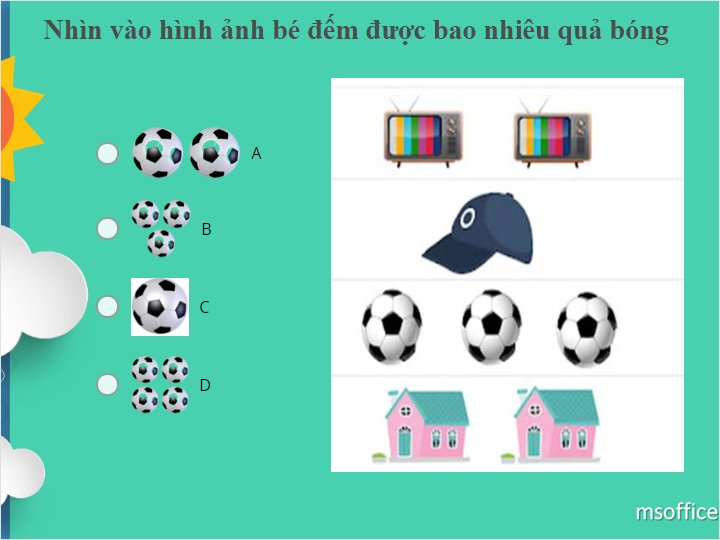 Nhìn vào hình ảnh bé đếm được bao nhiêu quả bóng
A
B
C
D
msoffice